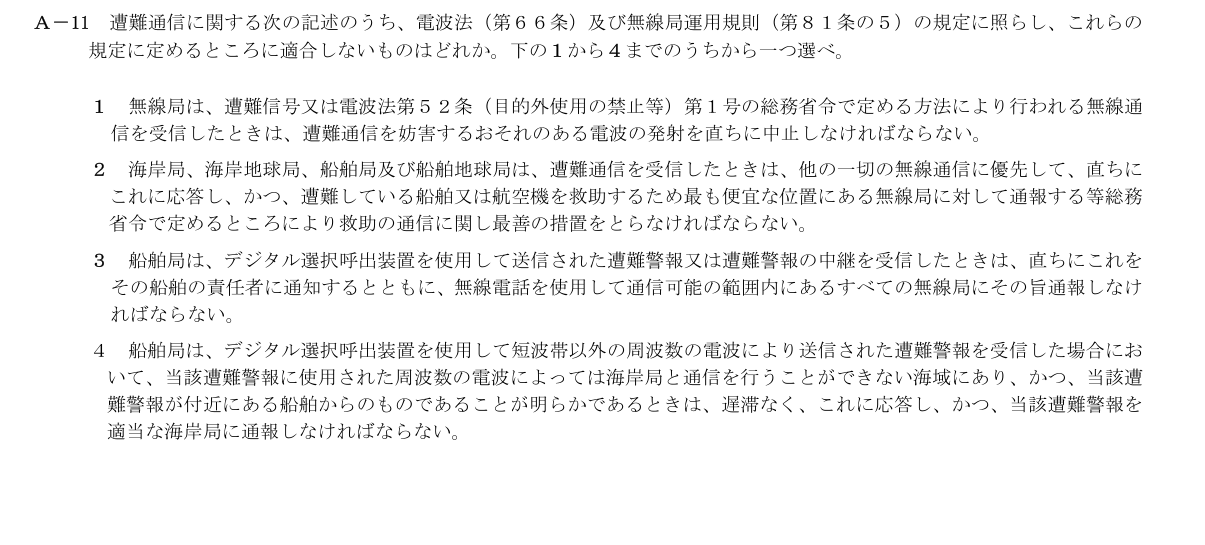 A－11　遭難通信に関する次の記述のうち、電波法（第６６条）及び無線局運用規則（第８１条の５）の規定に照らし、これらの
規定に定めるところに適合しないものはどれか。下の１から４までのうちから一つ選べ。
１　無線局は、遭難信号又は電波法第５２条（目的外使用の禁止等）第１号の総務省令で定める方法により行われる無線通
信を受信したときは、遭難通信を妨害するおそれのある電波の発射を直ちに中止しなければならない。
２　海岸局、海岸地球局、船舶局及び船舶地球局は、遭難通信を受信したときは、他の一切の無線通信に優先して、直ちに
これに応答し、かつ、遭難している船舶又は航空機を救助するため最も便宜な位置にある無線局に対して通報する等総務
省令で定めるところにより救助の通信に関し最善の措置をとらなければならない。
３　船舶局は、デジタル選択呼出装置を使用して送信された遭難警報又は遭難警報の中継を受信したときは、直ちにこれを
その船舶の責任者に通知するとともに、無線電話を使用して通信可能の範囲内にあるすべての無線局にその旨通報しなけ
ればならない。
４　船舶局は、デジタル選択呼出装置を使用して短波帯以外の周波数の電波により送信された遭難警報を受信した場合にお
いて、当該遭難警報に使用された周波数の電波によっては海岸局と通信を行うことができない海域にあり、かつ、当該遭
難警報が付近にある船舶からのものであることが明らかであるときは、遅滞なく、これに応答し、かつ、当該遭難警報を
適当な海岸局に通報しなければならない。